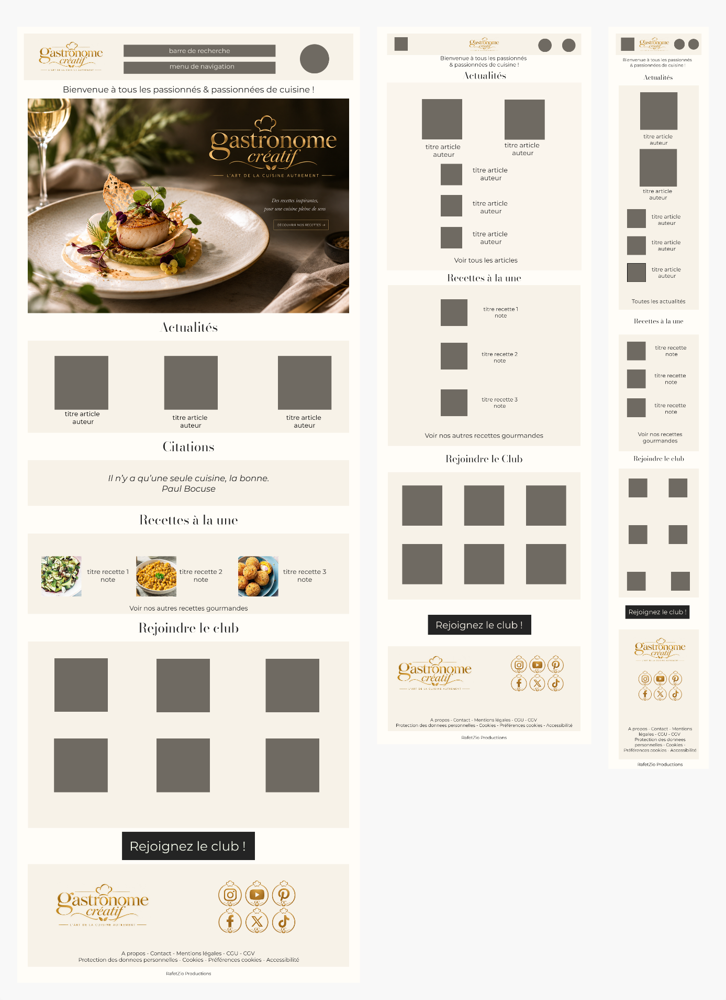 gastronome
créatif
L'ART DE LA CUISINE AUTREMENT
barre de recherche
menu de navigation
Bienvenue à tous les passionnés & passionnées de cuisine !
gastronome
créatif
L'ART DE LA CUISINE AUTREMENT
Des recettes inspirantes,
pour une cuisine pleine de sens
DÉCOUVRIR NOS RECETTES →
Actualités
titre article
auteur
titre article
auteur
titre article
auteur
Citations
Il n'y a qu'une seule cuisine, la bonne.
Paul Bocuse
Recettes à la une
titre recette 1
note
titre recette 2
note
titre recette 3
note
Voir nos autres recettes gourmandes
Rejoindre le club
Rejoignez le club !
gastronome
créatif
L'ART DE LA CUISINE AUTREMENT
GC
GC
GC
GC
GC
GC
A propos - Contact - Mentions légales - CGU - CGV
Protection des donnees personnelles - Cookies - Préférences cookies - Accessibilité
RafetZio Productions
gastronome
créatif
Bienvenue à tous les passionnés
& passionnées de cuisine !
Actualités
titre article
auteur
titre article
auteur
titre article
auteur
titre article
auteur
titre article
auteur
Voir tous les articles
Recettes à la une
titre recette 1
note
titre recette 2
note
titre recette 3
note
Voir nos autres recettes gourmandes
Rejoindre le Club
Rejoignez le club !
gastronome
créatif
L'ART DE LA CUISINE AUTREMENT
A propos - Contact - Mentions légales - CGU - CGV
Protection des donnees personnelles - Cookies - Préférences cookies - Accessibilité
RafetZio Productions
gastronome
créatif
Bienvenue à tous les passionnés
& passionnées de cuisine !
Actualités
titre article
auteur
titre article
auteur
titre article
auteur
titre article
auteur
titre article
auteur
Toutes les actualités
Recettes à la une
titre recette
note
titre recette
note
titre recette
note
Voir nos recettes
gourmandes
Rejoindre le club
Rejoignez le club !
gastronome
créatif
L'ART DE LA CUISINE AUTREMENT
A propos - Contact - Mentions
légales - CGU - CGV
Protection des donnees
personnelles - Cookies -
Préférences cookies - Accessibilité
RafetZio Productions